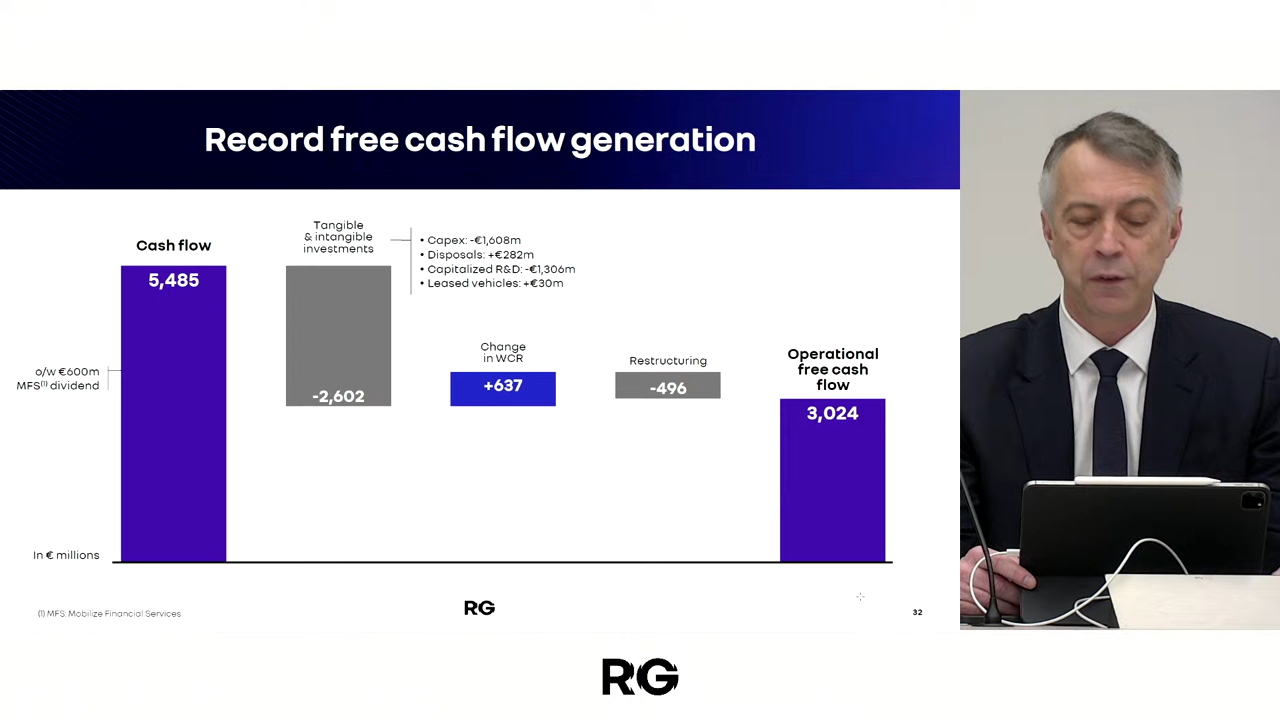 Record free cash flow generation
Cash flow
5,485
o/w €600m
MFS(1) dividend
In € millions
Tangible
& intangible
investments
-2,602
• Capex: -€1,608m
• Disposals: +€282m
• Capitalized R&D: -€1,306m
• Leased vehicles: +€30m
Change
in WCR
+637
Restructuring
-496
Operational
free cash
flow
3,024
(1) MFS: Mobilize Financial Services
RG
32
RG